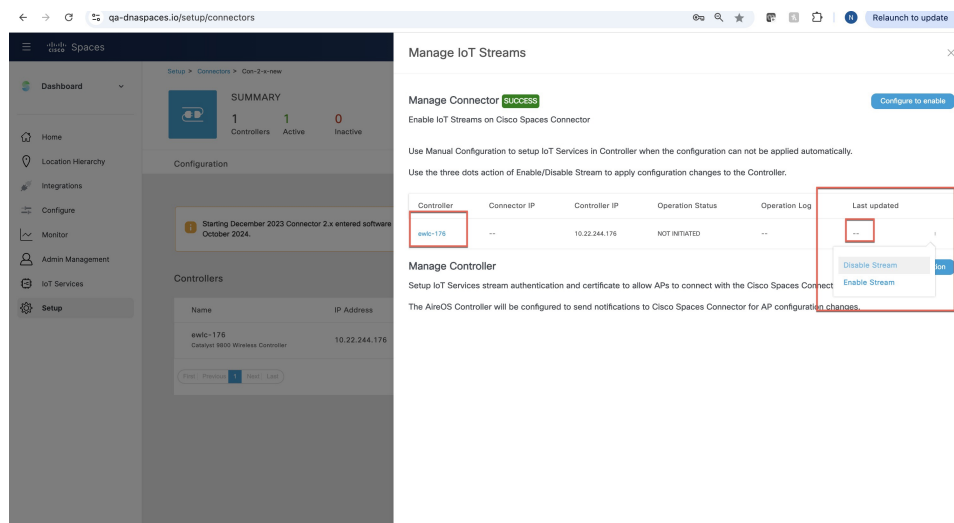 qa-dnaspaces.io/setup/connectors
N
Relaunch to update
cisco Spaces
Dashboard
Home
Location Hierarchy
Integrations
Configure
Monitor
Admin Management
IoT Services
Setup
Setup > Connectors > Con-2-x-new
SUMMARY
1 1 0
Controllers Active Inactive
Configuration
Starting December 2023 Connector 2.x entered software
October 2024.
Controllers
Name IP Address
ewlc-176
Catalyst 9800 Wireless Controller
10.22.244.176
First Previous 1 Next Last
Manage IoT Streams
Manage Connector SUCCESS
Configure to enable
Enable IoT Streams on Cisco Spaces Connector
Use Manual Configuration to setup IoT Services in Controller when the configuration can not be applied automatically.
Use the three dots action of Enable/Disable Stream to apply configuration changes to the Controller.
Controller Connector IP Controller IP Operation Status Operation Log Last updated
ewlc-176 -- 10.22.244.176 NOT INITIATED -- --
Disable Stream
Enable Stream
Manage Controller
ion
Setup IoT Services stream authentication and certificate to allow APs to connect with the Cisco Spaces Connect
The AireOS Controller will be configured to send notifications to Cisco Spaces Connector for AP configuration changes.